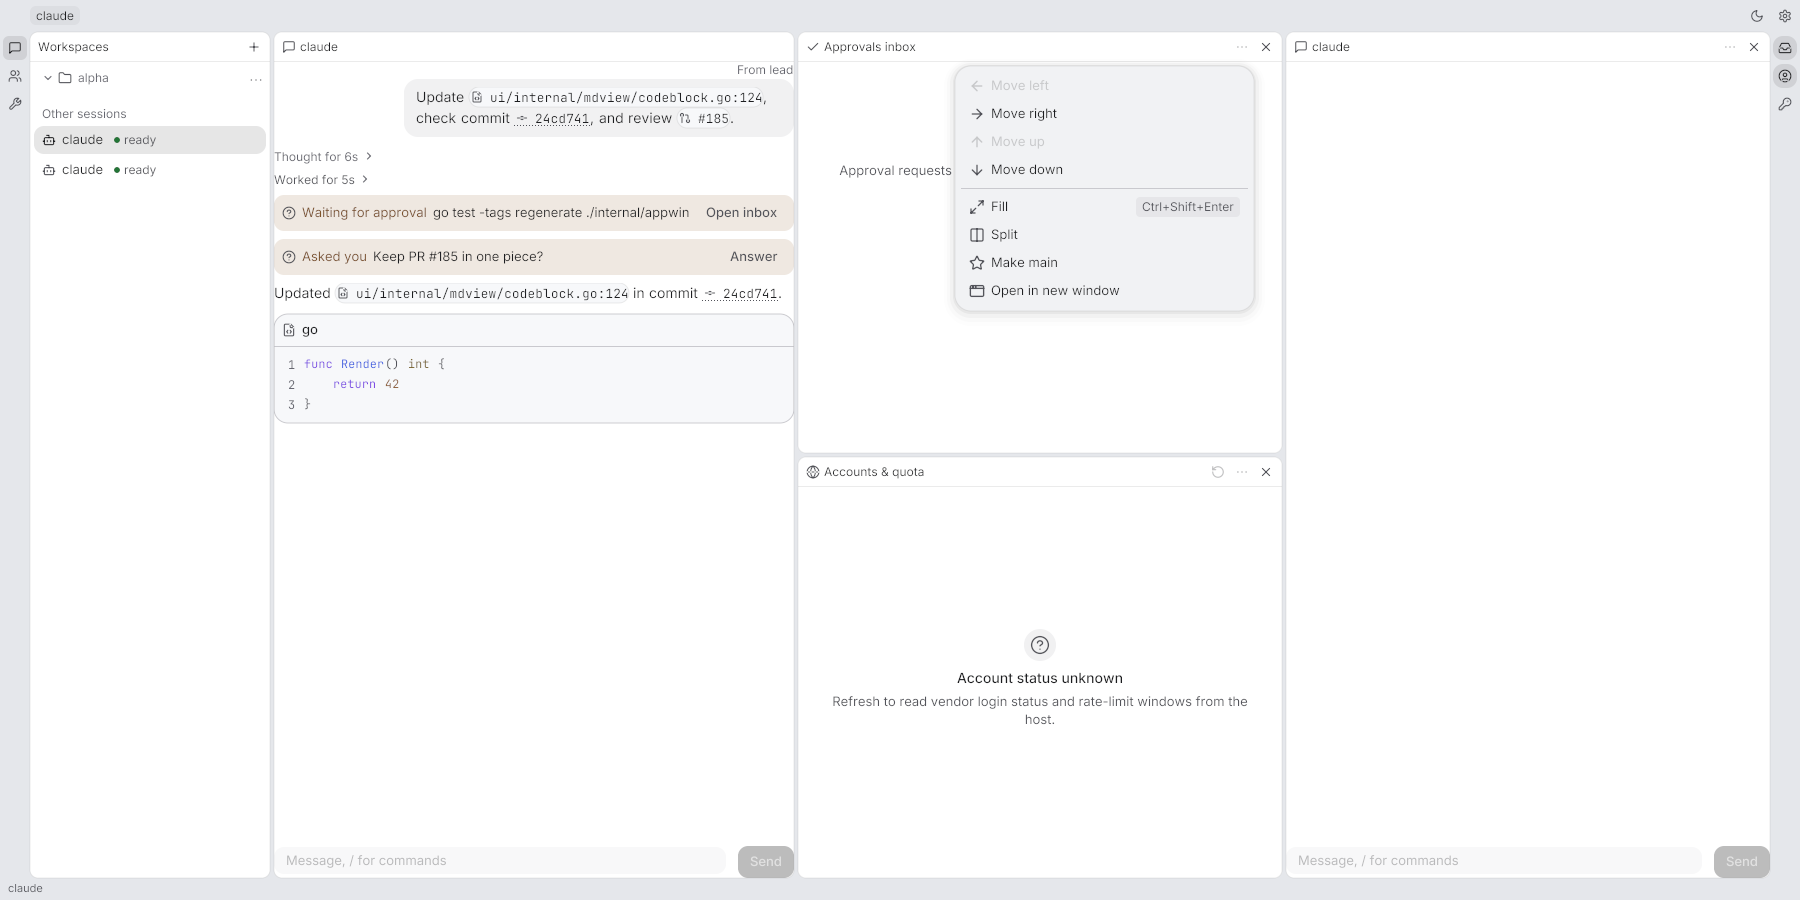 claude
Workspaces
alpha
Other sessions
claude ready
claude ready
claude
From lead
Update ui/internal/mdview/codeblock.go:124,
check commit 24cd741, and review #185.
Thought for 6s
Worked for 5s
Waiting for approval go test -tags regenerate ./internal/appwin Open inbox
Asked you Keep PR #185 in one piece? Answer
Updated ui/internal/mdview/codeblock.go:124 in commit 24cd741.
go
1 func Render() int {
2     return 42
3 }
Message, / for commands
Send
Approvals inbox
Approval requests
Move left
Move right
Move up
Move down
Fill Ctrl+Shift+Enter
Split
Make main
Open in new window
Accounts & quota
Account status unknown
Refresh to read vendor login status and rate-limit windows from the
host.
claude
Message, / for commands
Send
claude